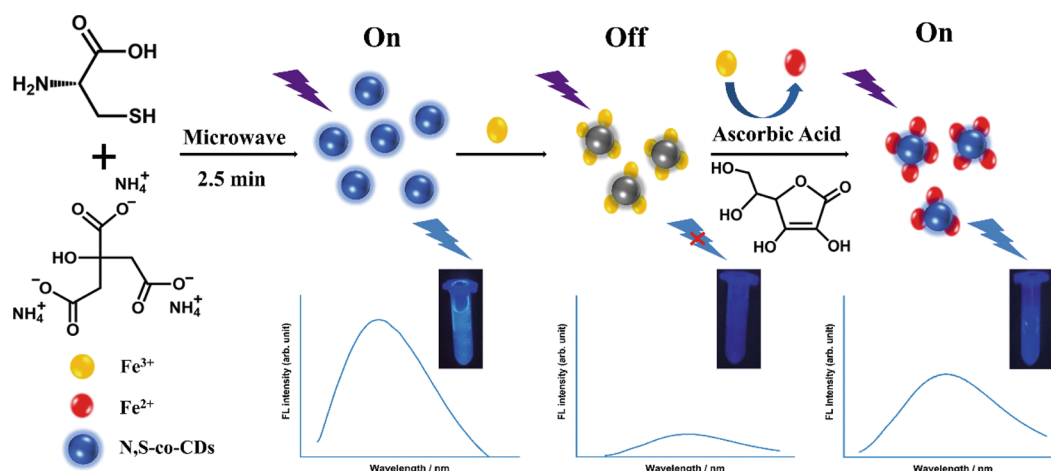 On
Off
On
O
OH
H₂N
SH
+
Microwave
2.5 min
Ascorbic Acid
HO
HO
O
O
HO
OH
NH₄⁺
O⁻
O
HO
O⁻
O⁻
O
O
NH₄⁺
NH₄⁺
Fe³⁺
Fe²⁺
N,S-co-CDs
FL intensity (arb. unit)
Wavelength / nm
FL intensity (arb. unit)
Wavelength / nm
FL intensity (arb. unit)
Wavelength / nm